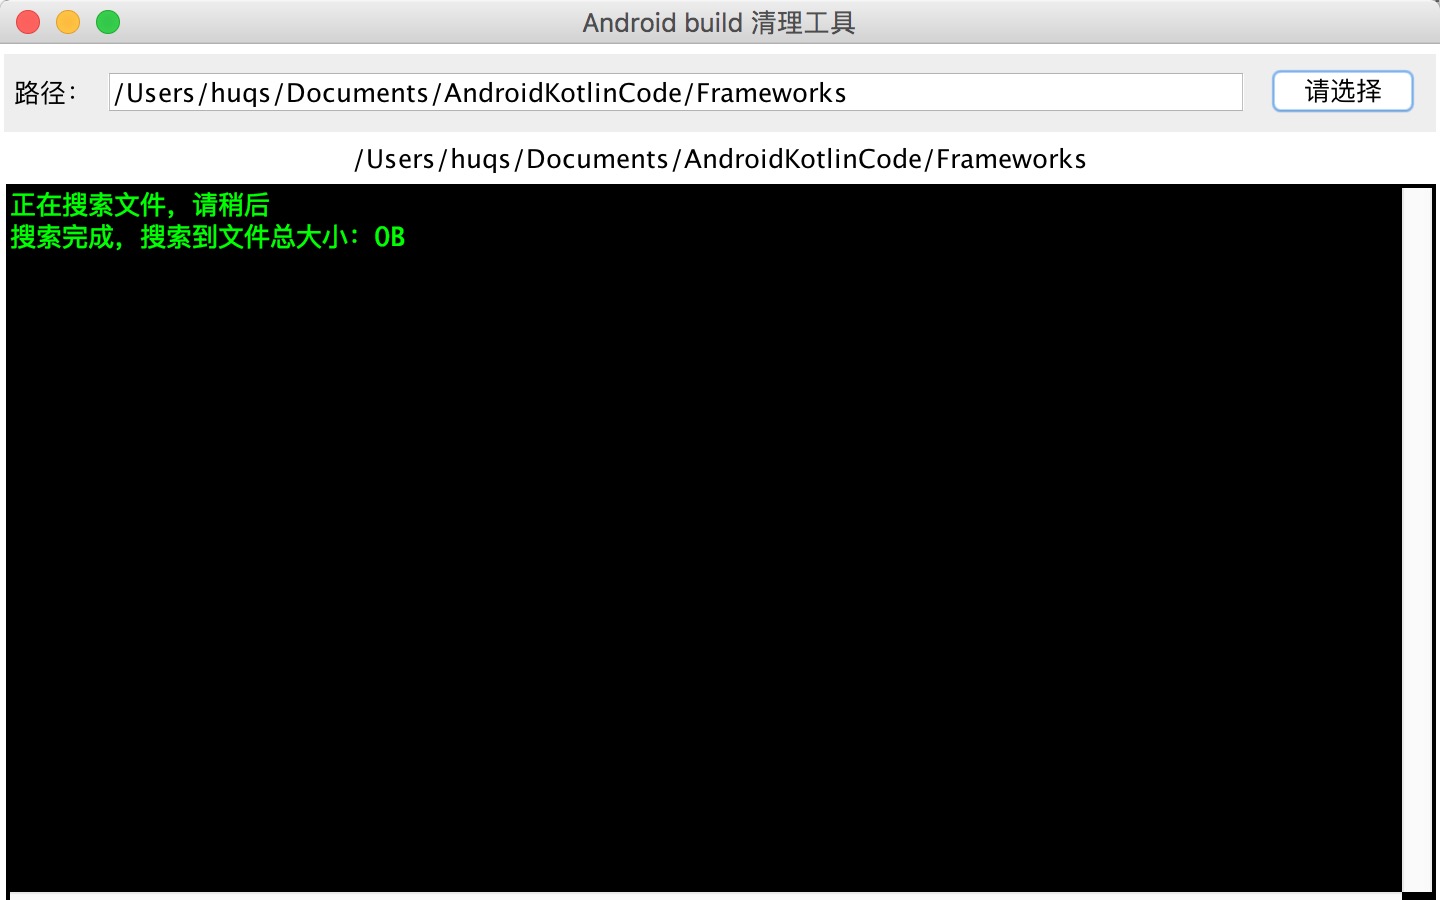 Android build 清理工具
路径： /Users/huqs/Documents/AndroidKotlinCode/Frameworks 请选择
/Users/huqs/Documents/AndroidKotlinCode/Frameworks
正在搜索文件，请稍后
搜索完成，搜索到文件总大小：0B